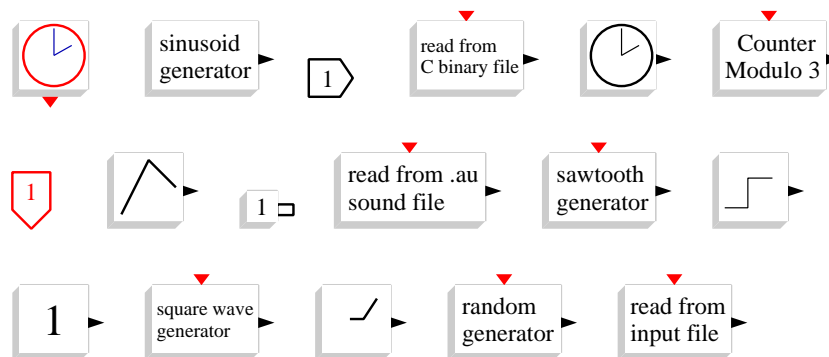 sinusoid
generator
1
read from
C binary file
Counter
Modulo 3
1
1
read from .au
sound file
sawtooth
generator
1
square wave
generator
random
generator
read from
input file